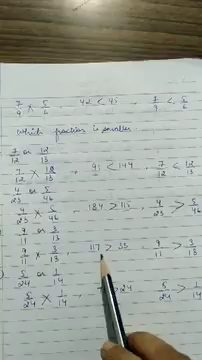 7/9 × 5/6 . 42 < 45 . 7/9 < 5/6
Which fraction is smaller
7/12 or 12/13
7/12 × 12/13 . 91 < 144 . 7/12 < 12/13
4/23 or 5/46
4/23 × 5/46 . 184 > 115 . 4/23 > 5/46
9/11 or 3/13
9/11 × 3/13 . 117 > 33 . 9/11 > 3/13
5/24 or 1/14
5/24 × 1/14 . > 24 5/24 > 1/14